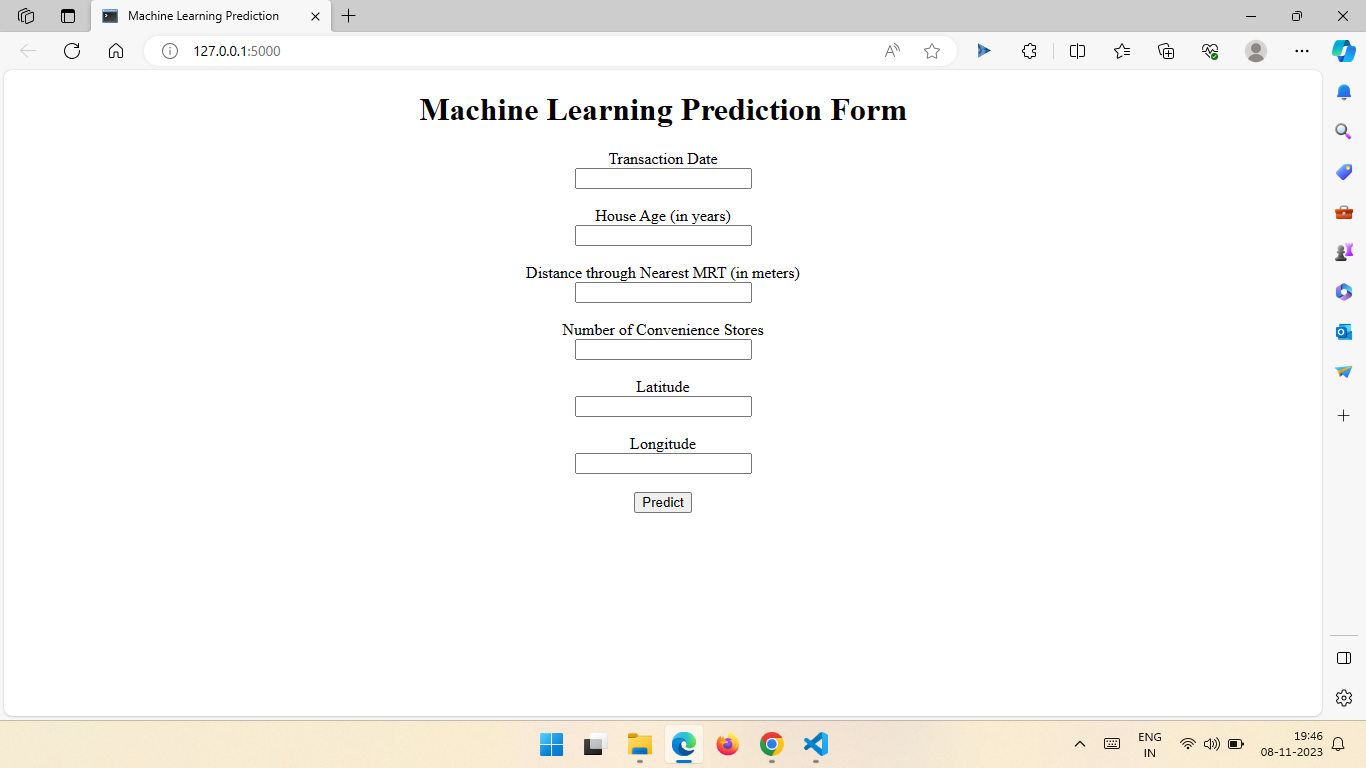 Machine Learning Prediction
127.0.0.1:5000
Machine Learning Prediction Form
Transaction Date
House Age (in years)
Distance through Nearest MRT (in meters)
Number of Convenience Stores
Latitude
Longitude
Predict
ENG
IN
19:46
08-11-2023